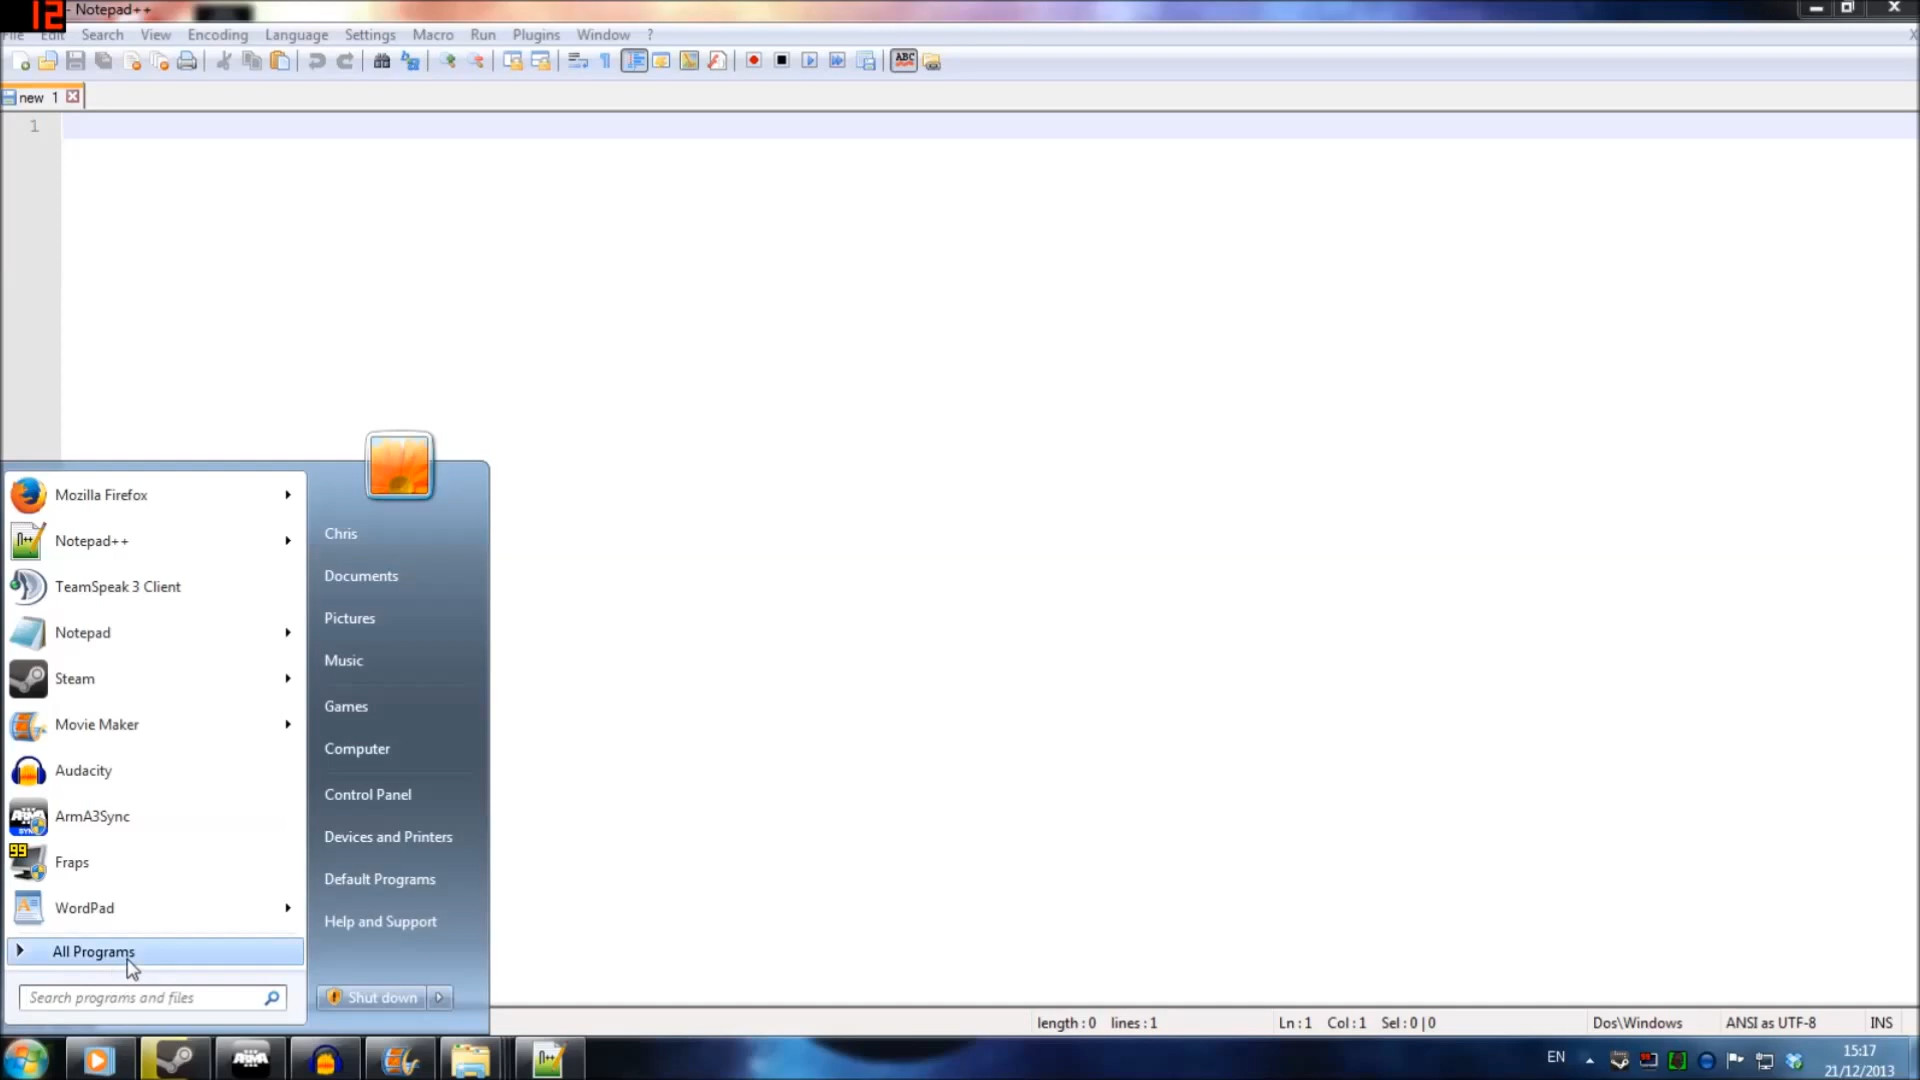 12
- Notepad++
File Edit Search View Encoding Language Settings Macro Run Plugins Window ?
ABC
new 1
1
Mozilla Firefox
Notepad++
TeamSpeak 3 Client
Notepad
Steam
Movie Maker
Audacity
ArmA3Sync
99
Fraps
WordPad
All Programs
Search programs and files
Chris
Documents
Pictures
Music
Games
Computer
Control Panel
Devices and Printers
Default Programs
Help and Support
Shut down
length : 0 lines : 1
Ln : 1 Col : 1 Sel : 0 | 0
Dos\Windows
ANSI as UTF-8
INS
ARMA
EN
15:17
21/12/2013